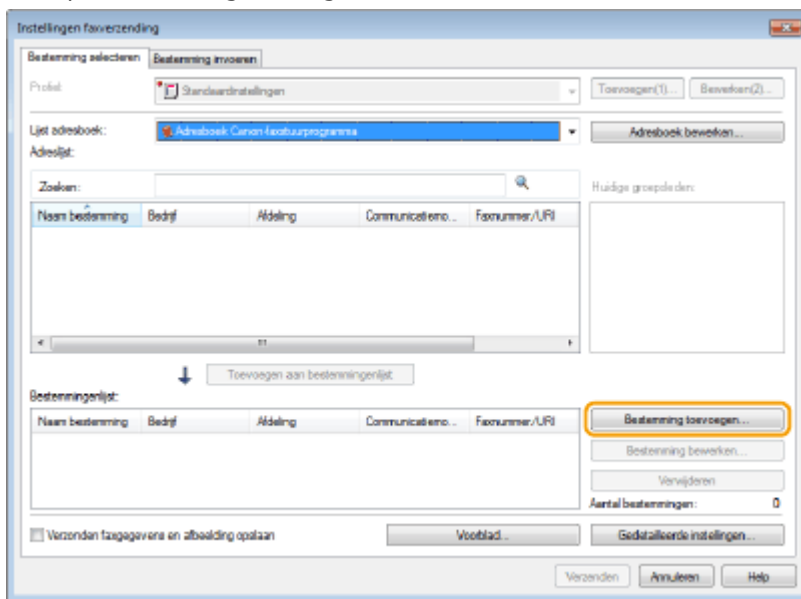 Instellingen faxverzending
Bestemming selecteren Bestemming invoeren
Profiel: Standaardinstellingen Toevoegen(1)... Bewerken(2)...
Lijst adresboek: Adresboek Canon-faxstuurprogramma Adresboek bewerken...
Adreslijst:
Zoeken: Huidige groepsleden:
Naam bestemming Bedrijf Afdeling Communicatiemo... Faxnummer/URI
Toevoegen aan bestemmingenlijst
Bestemmingenlijst:
Naam bestemming Bedrijf Afdeling Communicatiemo... Faxnummer/URI Bestemming toevoegen...
Bestemming bewerken...
Verwijderen
Aantal bestemmingen: 0
Verzonden faxgegevens en afbeelding opslaan Voorblad... Gedetailleerde instellingen...
Verzenden Annuleren Help